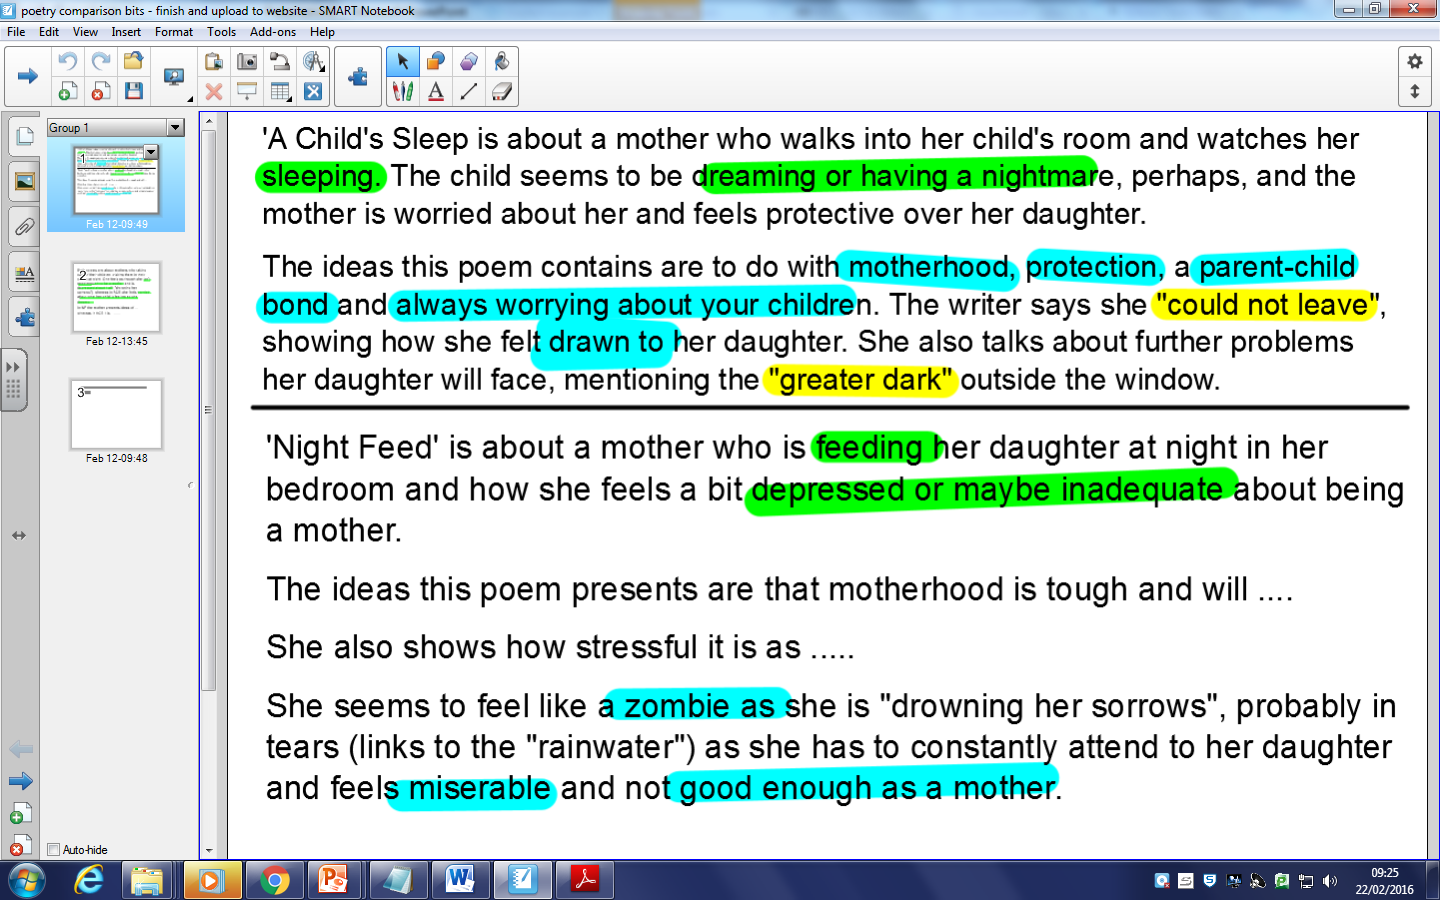 poetry comparison bits - finish and upload to website - SMART Notebook
File Edit View Insert Format Tools Add-ons Help
Group 1
1
Feb 12-09:49
2
Feb 12-13:45
3
Feb 12-09:48
Auto-hide
'A Child's Sleep is about a mother who walks into her child's room and watches her
sleeping. The child seems to be dreaming or having a nightmare, perhaps, and the
mother is worried about her and feels protective over her daughter.
The ideas this poem contains are to do with motherhood, protection, a parent-child
bond and always worrying about your children. The writer says she "could not leave",
showing how she felt drawn to her daughter. She also talks about further problems
her daughter will face, mentioning the "greater dark" outside the window.
'Night Feed' is about a mother who is feeding her daughter at night in her
bedroom and how she feels a bit depressed or maybe inadequate about being
a mother.
The ideas this poem presents are that motherhood is tough and will ....
She also shows how stressful it is as .....
She seems to feel like a zombie as she is "drowning her sorrows", probably in
tears (links to the "rainwater") as she has to constantly attend to her daughter
and feels miserable and not good enough as a mother.
09:25
22/02/2016